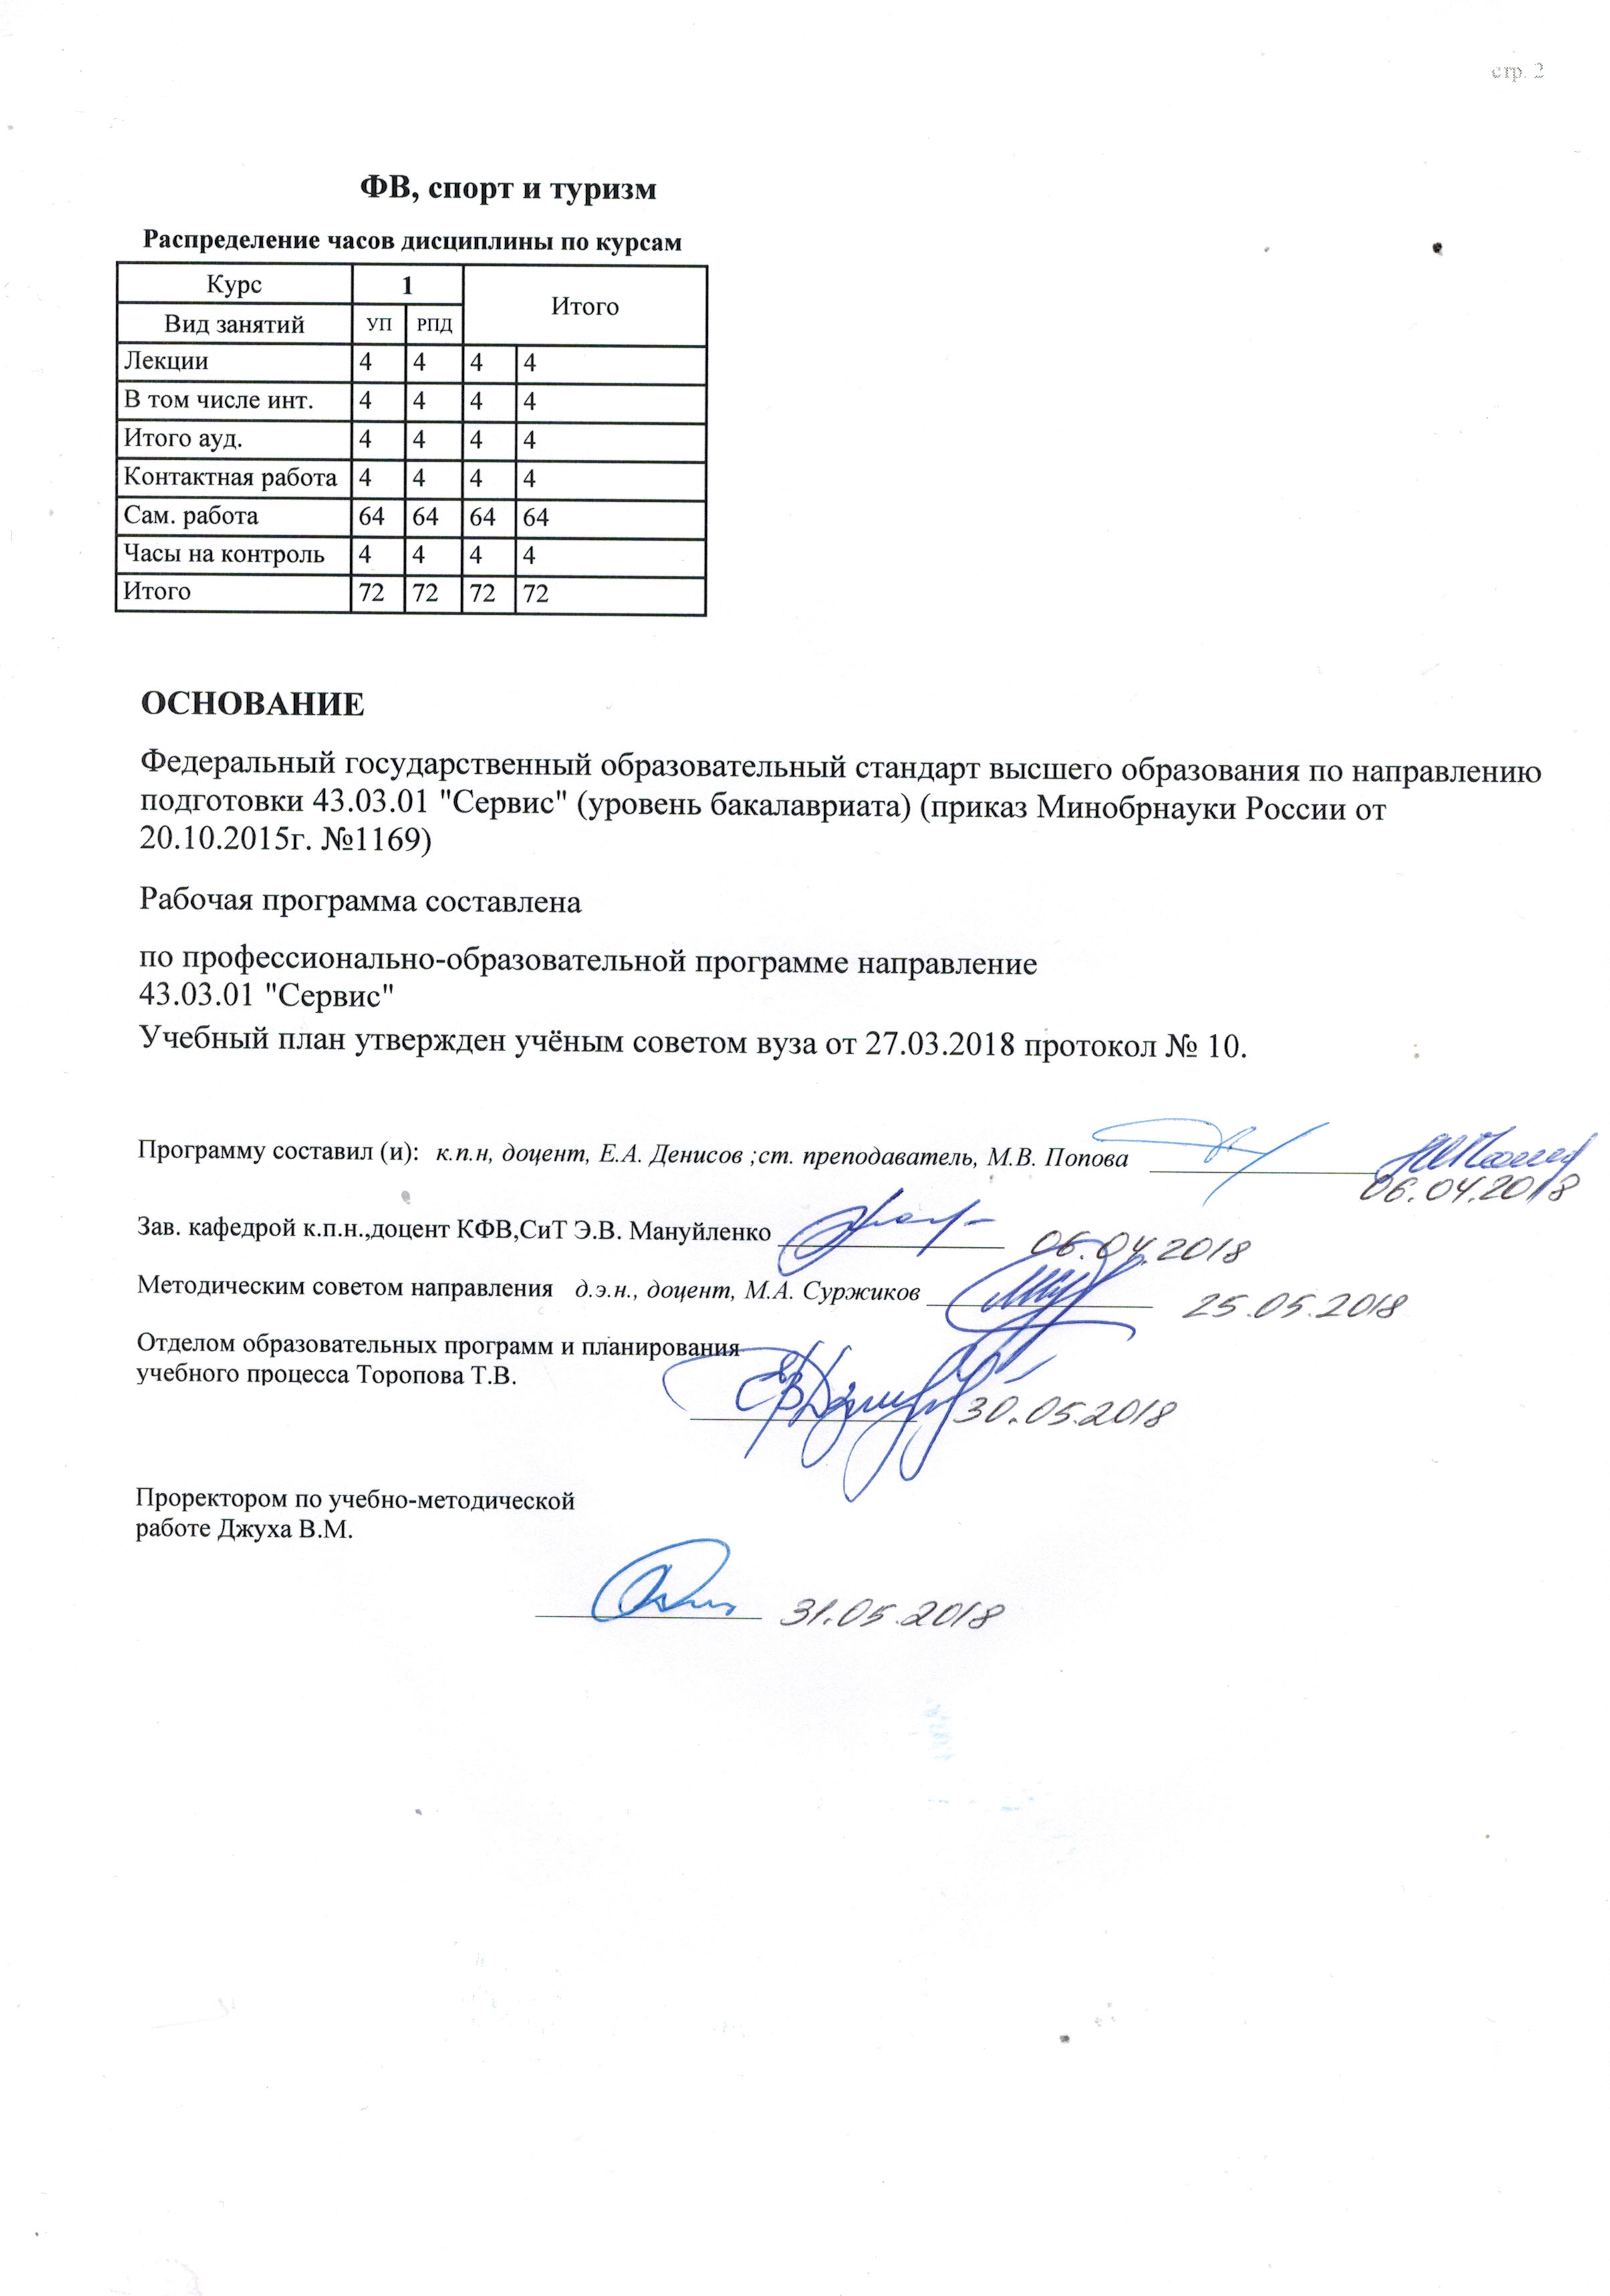 стр. 2
ФВ, спорт и туризм
Распределение часов дисциплины по курсам
Курс 1 Итого
Вид занятий УП РПД
Лекции 4 4 4 4
В том числе инт. 4 4 4 4
Итого ауд. 4 4 4 4
Контактная работа 4 4 4 4
Сам. работа 64 64 64 64
Часы на контроль 4 4 4 4
Итого 72 72 72 72
ОСНОВАНИЕ
Федеральный государственный образовательный стандарт высшего образования по направлению
подготовки 43.03.01 "Сервис" (уровень бакалавриата) (приказ Минобрнауки России от
20.10.2015г. №1169)
Рабочая программа составлена
по профессионально-образовательной программе направление
43.03.01 "Сервис"
Учебный план утвержден учёным советом вуза от 27.03.2018 протокол № 10.
Программу составил (и): к.п.н, доцент, Е.А. Денисов ;ст. преподаватель, М.В. Попова
06.04.2018
Зав. кафедрой к.п.н.,доцент КФВ,СиТ Э.В. Мануйленко 06.04.2018
Методическим советом направления д.э.н., доцент, М.А. Суржиков 25.05.2018
Отделом образовательных программ и планирования
учебного процесса Торопова Т.В.
30.05.2018
Проректором по учебно-методической
работе Джуха В.М.
31.05.2018